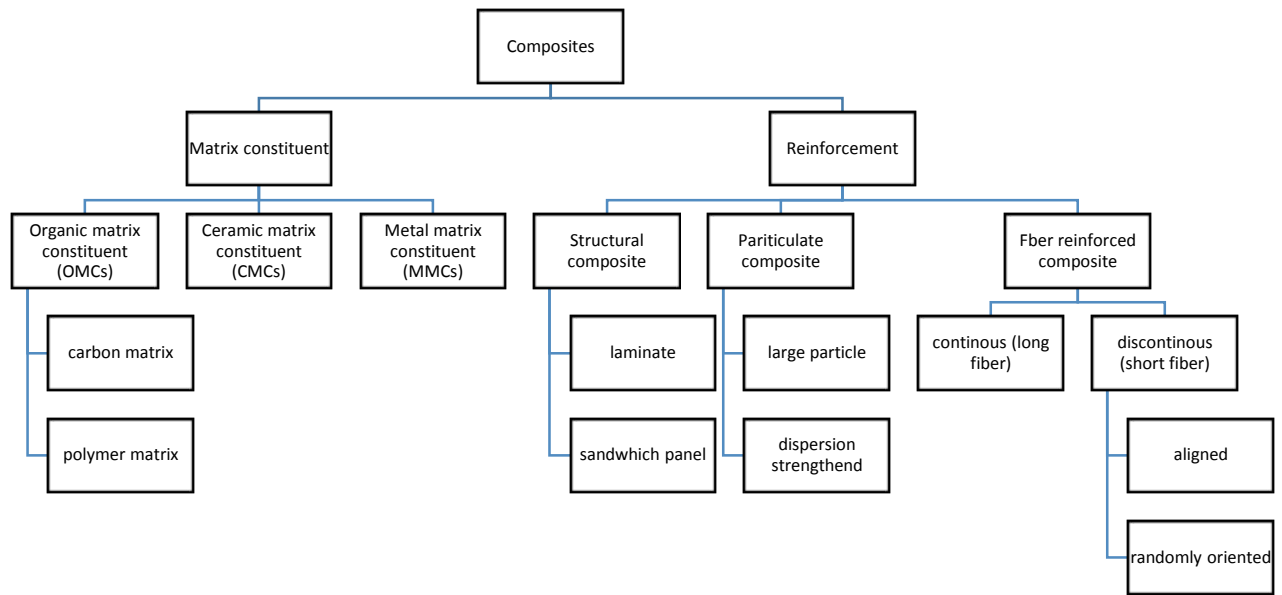 Composites
Matrix constituent
Reinforcement
Organic matrix
constituent
(OMCs)
Ceramic matrix
constituent
(CMCs)
Metal matrix
constituent
(MMCs)
Structural
composite
Pariticulate
composite
Fber reinforced
composite
carbon matrix
polymer matrix
laminate
sandwhich panel
large particle
dispersion
strengthend
continous (long
fiber)
discontinous
(short fiber)
aligned
randomly oriented